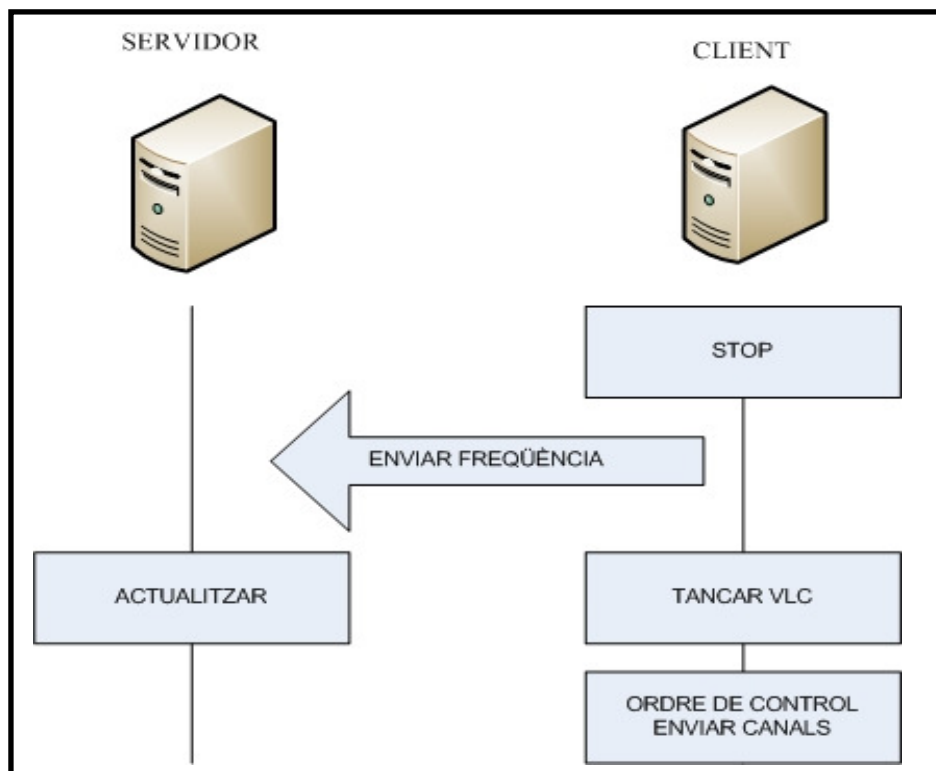 SERVIDOR
CLIENT
STOP
ENVIAR FREQÜÈNCIA
ACTUALITZAR
TANCAR VLC
ORDRE DE CONTROL
ENVIAR CANALS